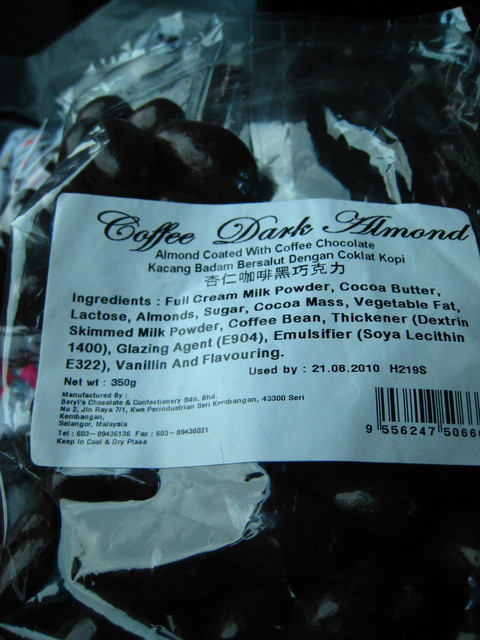 Coffee Dark Almond
Almond Coated With Coffee Chocolate
Kacang Badam Bersalut Dengan Coklat Kopi
杏仁咖啡黑巧克力
Ingredients : Full Cream Milk Powder, Cocoa Butter,
Lactose, Almonds, Sugar, Cocoa Mass, Vegetable Fat,
Skimmed Milk Powder, Coffee Bean, Thickener (Dextrin
1400), Glazing Agent (E904), Emulsifier (Soya Lecithin
E322), Vanillin And Flavouring.
Used by : 21.08.2010 H219S
Net wt : 350g
Manufactured By :
Beryl's Chocolate & Confectionery Sdn. Bhd.
No 2, Jln Raya 7/1, Kws Perindustrian Seri Kembangan, 43300 Seri
Kembangan,
Selangor, Malaysia
Tel : 603-89436136 Fax : 603-89436021
Keep In Cool & Dry Place
9 556247 5066